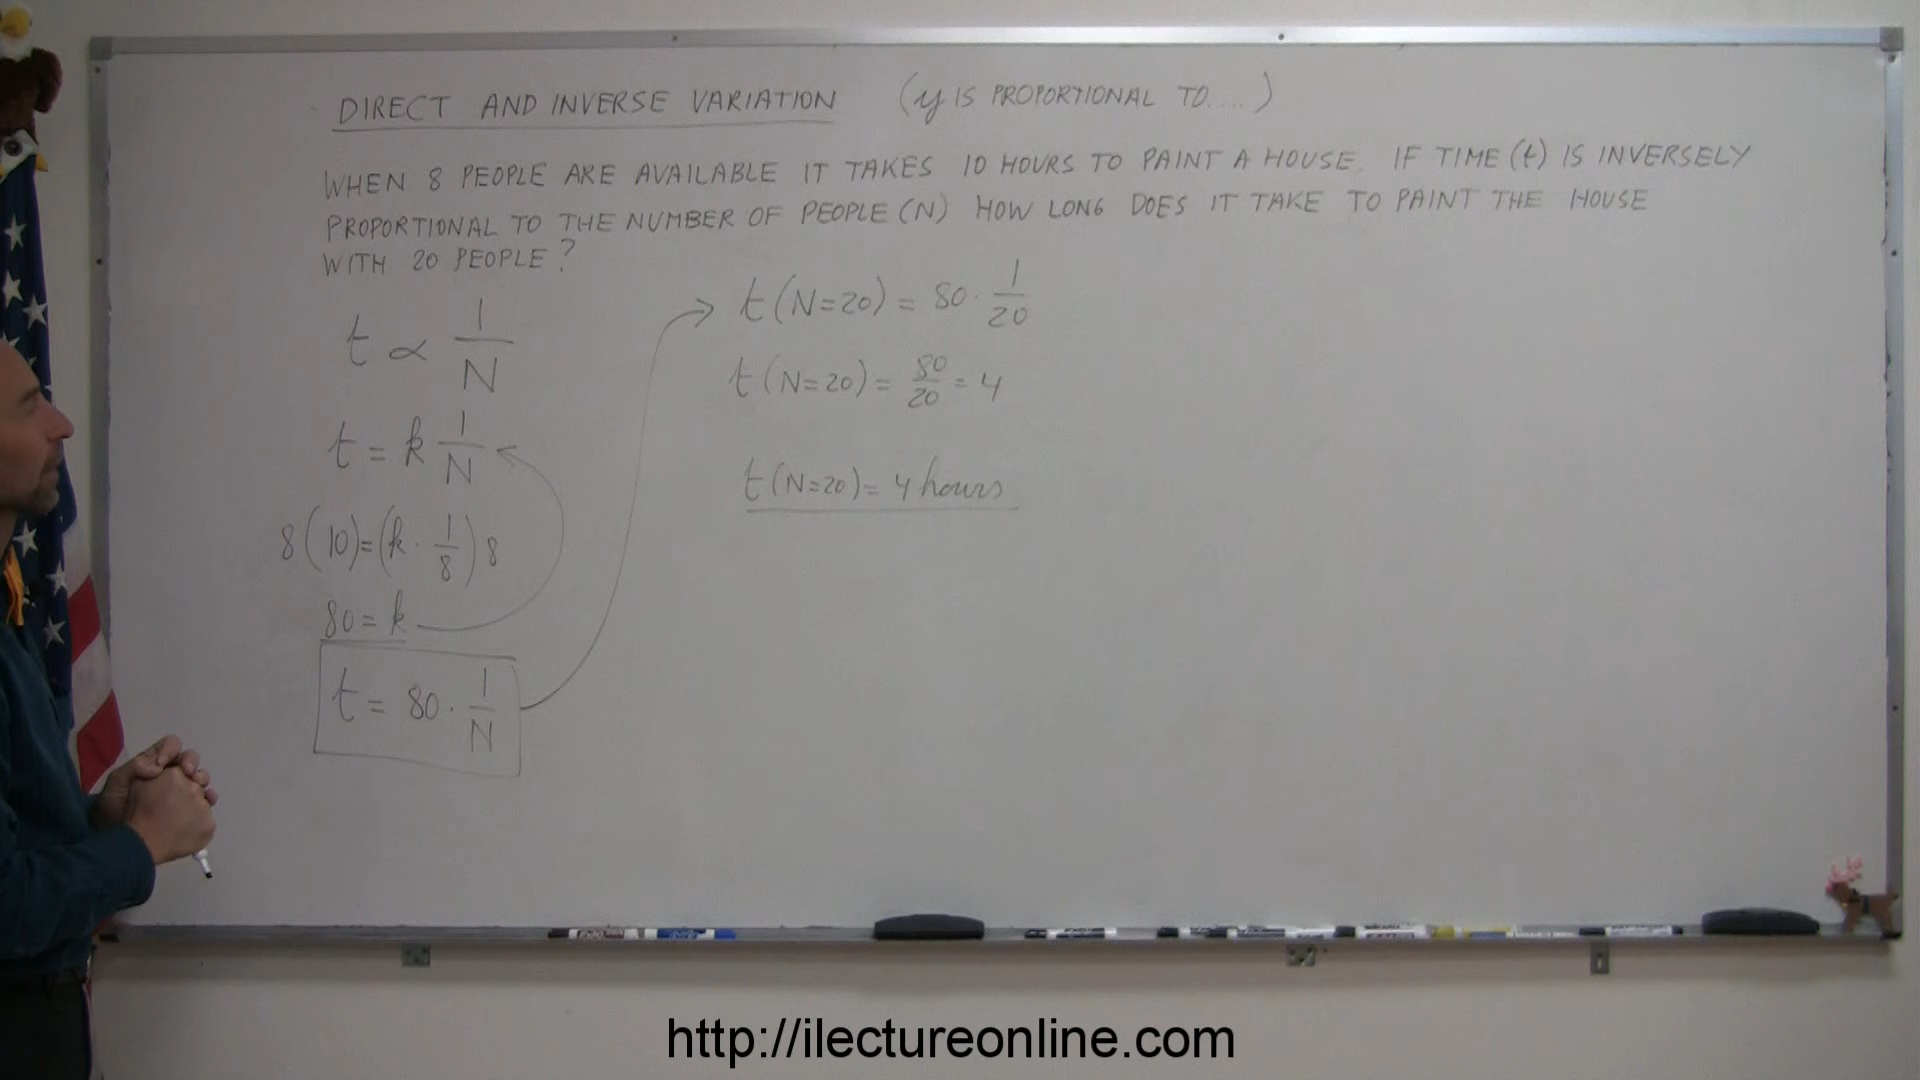 DIRECT AND INVERSE VARIATION (y IS PROPORTIONAL TO....)
WHEN 8 PEOPLE ARE AVAILABLE IT TAKES 10 HOURS TO PAINT A HOUSE. IF TIME (t) IS INVERSELY
PROPORTIONAL TO THE NUMBER OF PEOPLE (N) HOW LONG DOES IT TAKE TO PAINT THE HOUSE
WITH 20 PEOPLE?
t ∝ 1/N
t = k 1/N
8(10)=(k · 1/8)8
80 = k
t = 80 · 1/N
t(N=20) = 80 · 1/20
t(N=20) = 80/20 = 4
t(N=20) = 4 hours
http://ilectureonline.com